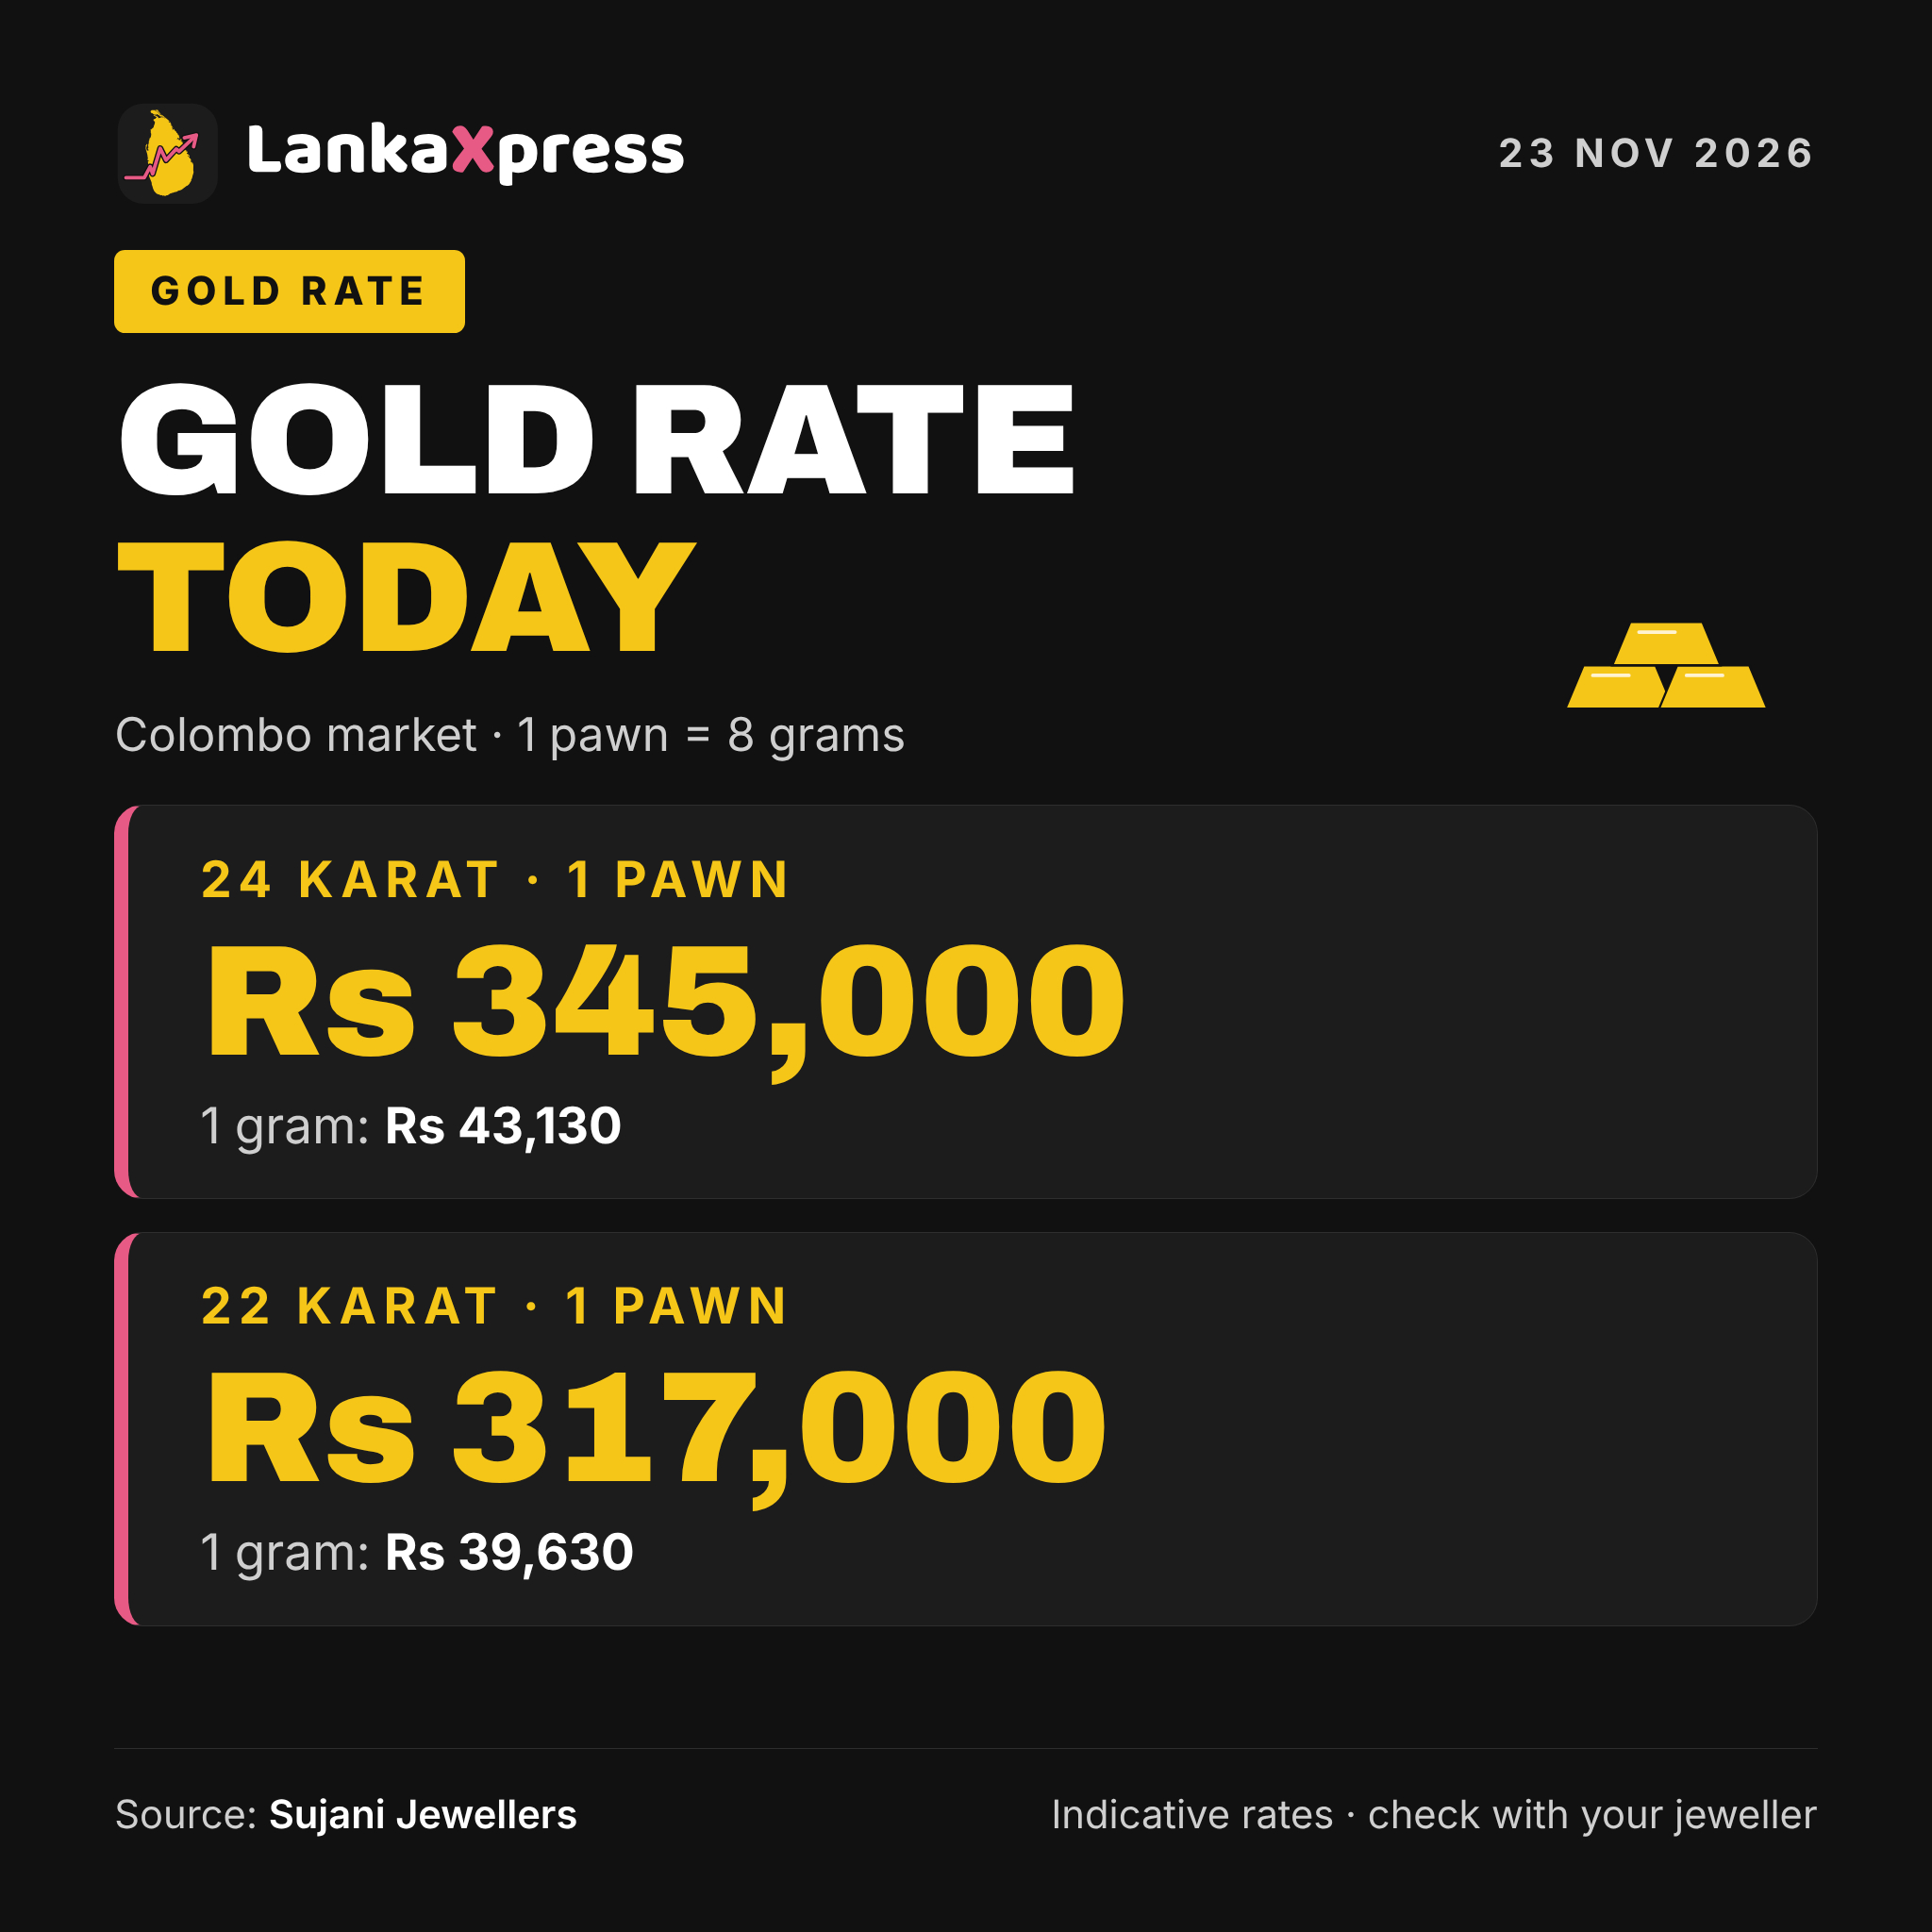 LankaXpress
23 NOV 2026
GOLD RATE
GOLD RATE
TODAY
Colombo market · 1 pawn = 8 grams
24 KARAT · 1 PAWN
Rs 345,000
1 gram: Rs 43,130
22 KARAT · 1 PAWN
Rs 317,000
1 gram: Rs 39,630
Source: Sujani Jewellers
Indicative rates · check with your jeweller